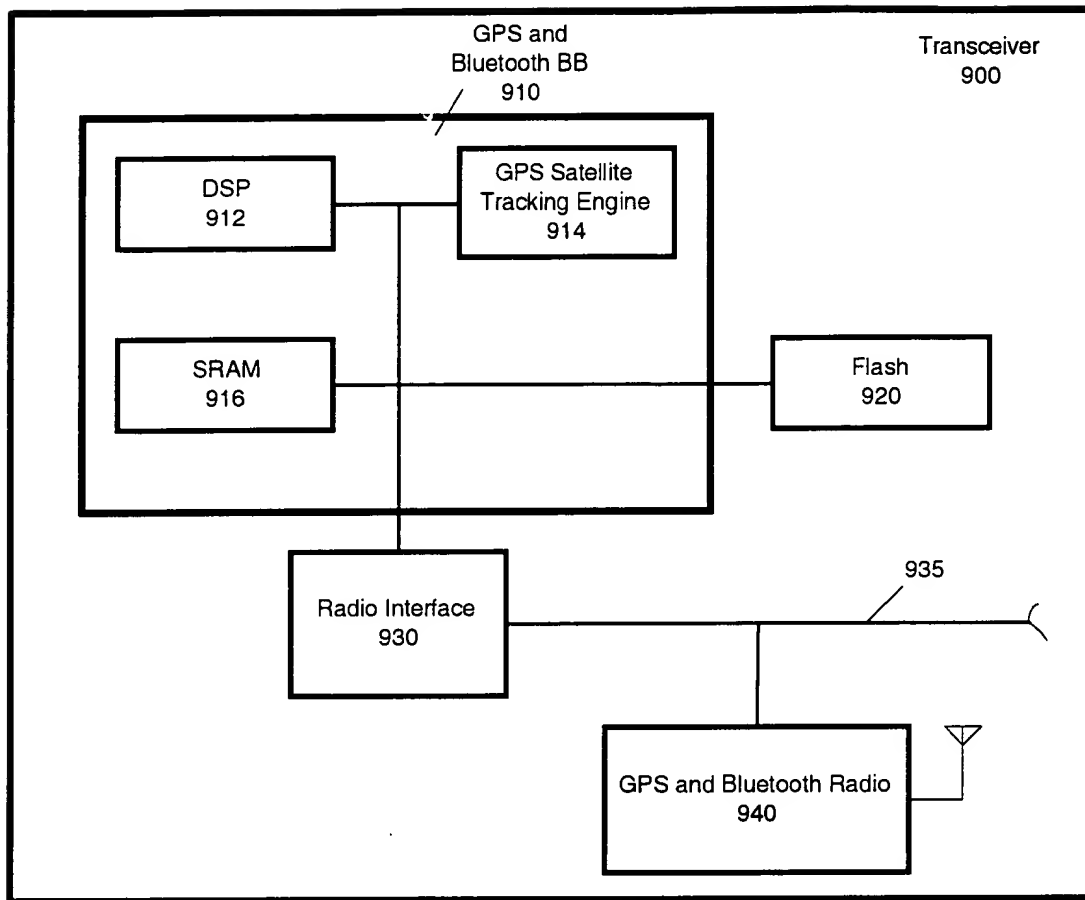 GPS and
Bluetooth BB
910
Transceiver
900
DSP
912
GPS Satellite
Tracking Engine
914
SRAM
916
Flash
920
Radio Interface
930
935
GPS and Bluetooth Radio
940